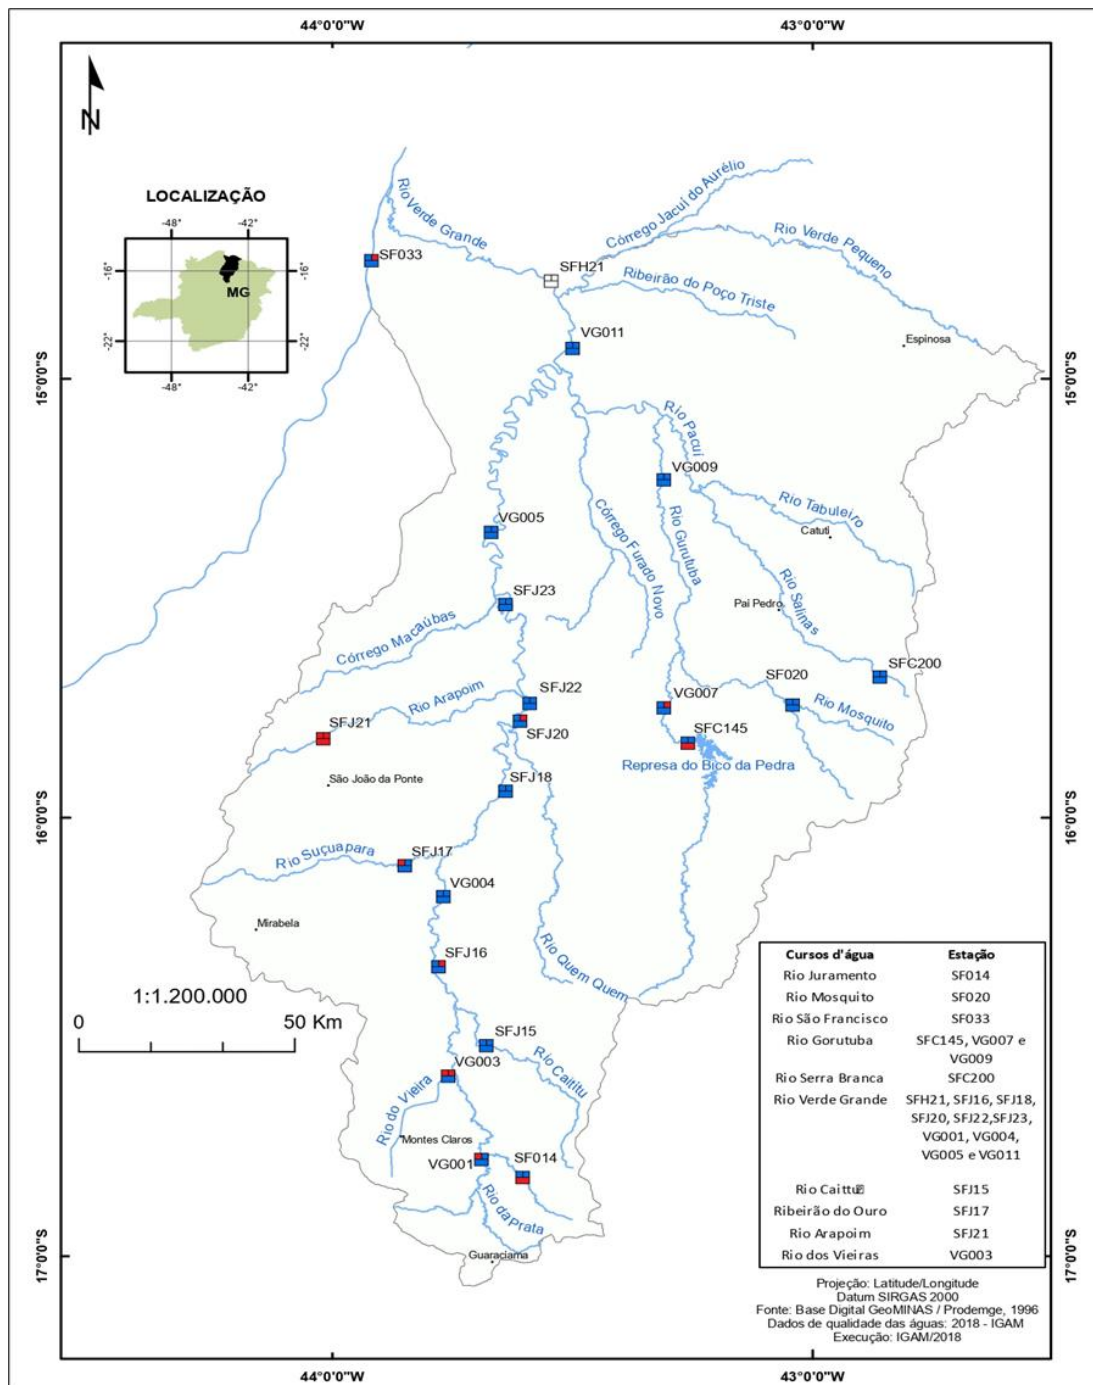 44°0'0"W 43°0'0"W
N
LOCALIZAÇÃO
-48° -42°
-16° -16°
MG
-22° -22°
-48° -42°
Rio Verde Grande
Córrego Jacuí do Aurélio
Rio Verde Pequeno
SF033
SFH21
Ribeirão do Poço Triste
VG011
Espinosa
15°0'0"S 15°0'0"S
Rio Pacuí
VG009
Rio Tabuleiro
VG005
Catuti
Rio Gurutuba
Córrego Furado Novo
SFJ23
Pai Pedro
Rio Salinas
Córrego Macaúbas
SFC200
SF020
Rio Arapoim
SFJ22
VG007
Rio Mosquito
SFJ21
SFJ20
SFC145
Represa do Bico da Pedra
São João da Ponte
SFJ18
16°0'0"S 16°0'0"S
Rio Suçuapara
SFJ17
VG004
Mirabela
SFJ16
Rio Quem Quem
1:1.200.000
0 50 Km
SFJ15
Rio Caititu
VG003
Rio do Vieira
Montes Claros
VG001
SF014
Rio da Prata
Guaraciama
17°0'0"S 17°0'0"S
Cursos d'água Estação
Rio Juramento SF014
Rio Mosquito SF020
Rio São Francisco SF033
Rio Gorutuba SFC145, VG007 e
VG009
Rio Serra Branca SFC200
Rio Verde Grande SFH21, SFJ16, SFJ18,
SFJ20, SFJ22,SFJ23,
VG001, VG004,
VG005 e VG011
SFJ15
Rio
Ribeirão do Ouro SFJ17
Rio Arapoim SFJ21
Rio dos Vieiras VG003
Projeção: Latitude/Longitude
Datum SIRGAS 2000
Fonte: Base Digital GeoMINAS / Prodemge, 1996
Dados de qualidade das águas: 2018 - IGAM
Execução: IGAM/2018
44°0'0"W 43°0'0"W